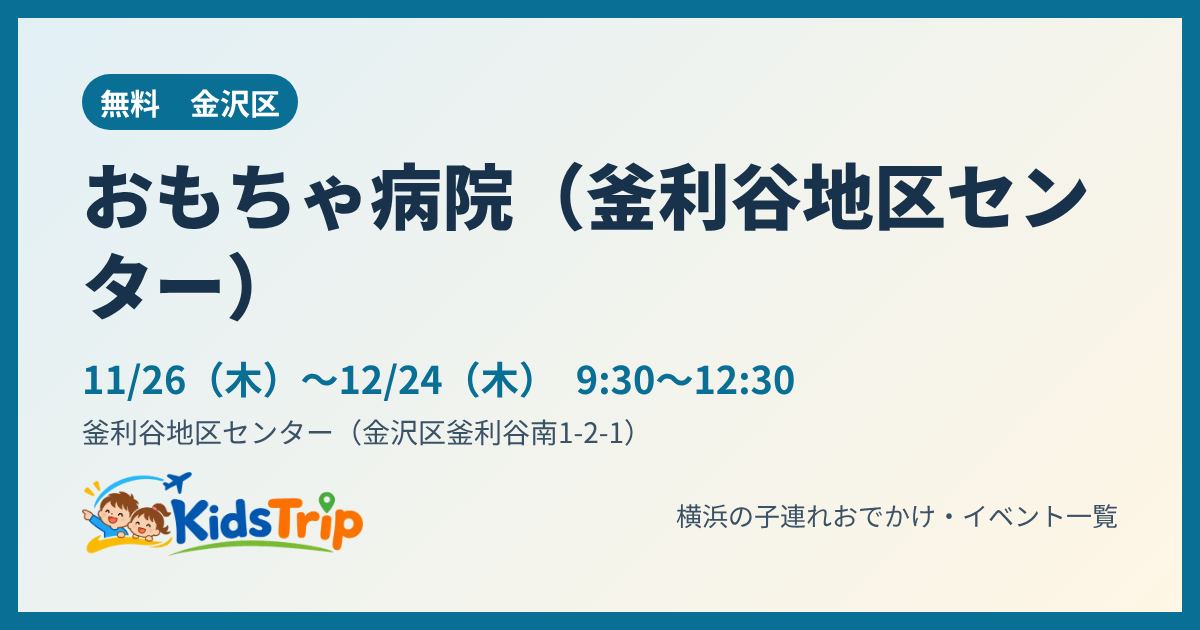 無料　金沢区
おもちゃ病院（釜利谷地区セン
ター）
11/26（木）〜12/24（木）　9:30〜12:30
釜利谷地区センター（金沢区釜利谷南1-2-1）
KidsTrip
横浜の子連れおでかけ・イベント一覧